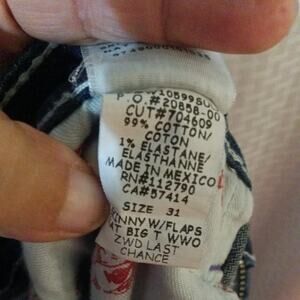 P.O.#20858-00
CUT#704609
99% COTTON/
COTON
1% ELASTANE/
ELASTHANNE
MADE IN MEXICO
RN#112790
CA#57414
SIZE 31
SKINNY W/FLAPS
AT BIG T WWO
ZWD LAST
CHANCE